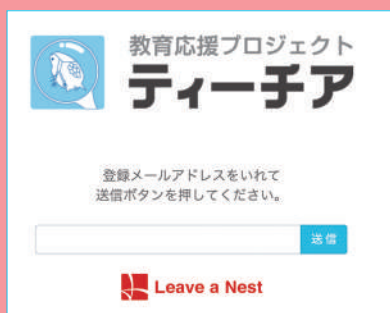 教育応援プロジェクト
ティーチア
登録メールアドレスをいれて
送信ボタンを押してください。
送信
Leave a Nest